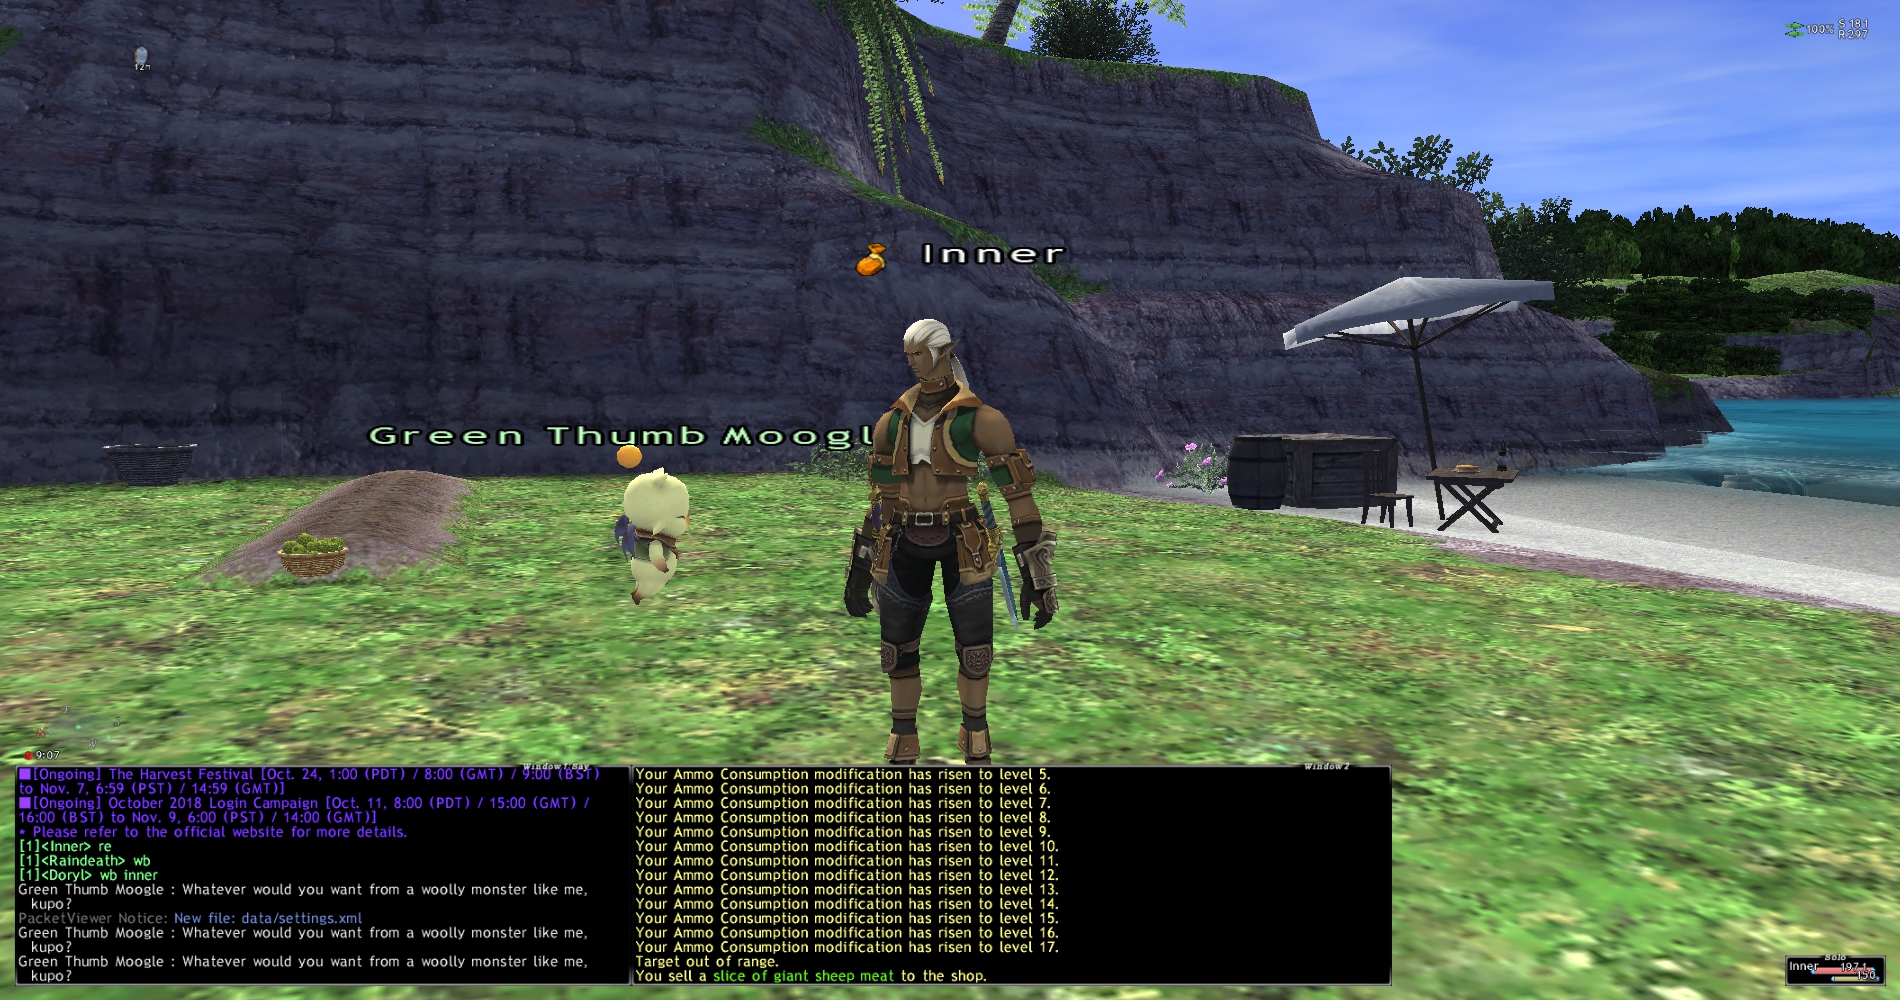 12h
100% S 181
R 297
Inner
Green Thumb Moogl
9:07
Window1 Say
■[Ongoing] The Harvest Festival [Oct. 24, 1:00 (PDT) / 8:00 (GMT) / 9:00 (BST)
to Nov. 7, 6:59 (PST) / 14:59 (GMT)]
■[Ongoing] October 2018 Login Campaign [Oct. 11, 8:00 (PDT) / 15:00 (GMT) /
16:00 (BST) to Nov. 9, 6:00 (PST) / 14:00 (GMT)]
* Please refer to the official website for more details.
[1]<Inner> re
[1]<Raindeath> wb
[1]<Doryl> wb inner
Green Thumb Moogle : Whatever would you want from a woolly monster like me,
kupo?
PacketViewer Notice: New file: data/settings.xml
Green Thumb Moogle : Whatever would you want from a woolly monster like me,
kupo?
Green Thumb Moogle : Whatever would you want from a woolly monster like me,
kupo?
Window2
Your Ammo Consumption modification has risen to level 5.
Your Ammo Consumption modification has risen to level 6.
Your Ammo Consumption modification has risen to level 7.
Your Ammo Consumption modification has risen to level 8.
Your Ammo Consumption modification has risen to level 9.
Your Ammo Consumption modification has risen to level 10.
Your Ammo Consumption modification has risen to level 11.
Your Ammo Consumption modification has risen to level 12.
Your Ammo Consumption modification has risen to level 13.
Your Ammo Consumption modification has risen to level 14.
Your Ammo Consumption modification has risen to level 15.
Your Ammo Consumption modification has risen to level 16.
Your Ammo Consumption modification has risen to level 17.
Target out of range.
You sell a slice of giant sheep meat to the shop.
Solo
Inner 1971
150